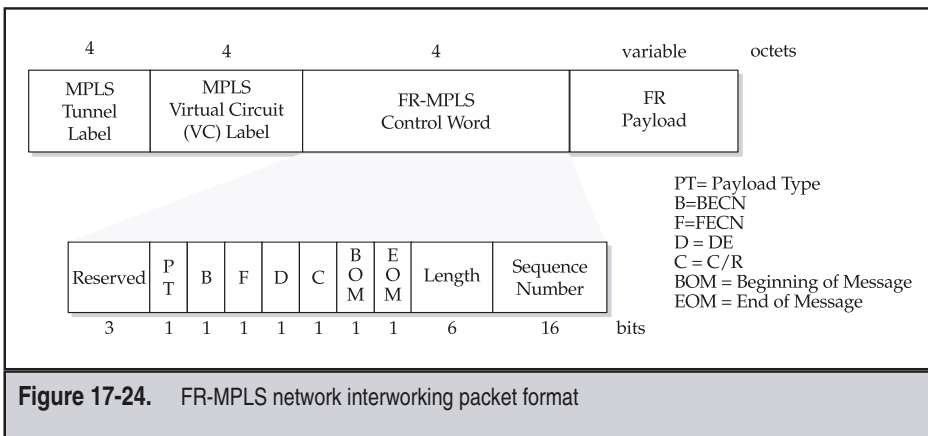 4 4 4 variable octets
MPLS Tunnel Label
MPLS Virtual Circuit (VC) Label
FR-MPLS Control Word
FR Payload
PT= Payload Type
B=BECN
F=FECN
D = DE
C = C/R
BOM = Beginning of Message
EOM = End of Message
Reserved PT B F D C BOM EOM Length Sequence Number
3 1 1 1 1 1 1 1 6 16 bits
Figure 17-24. FR-MPLS network interworking packet format